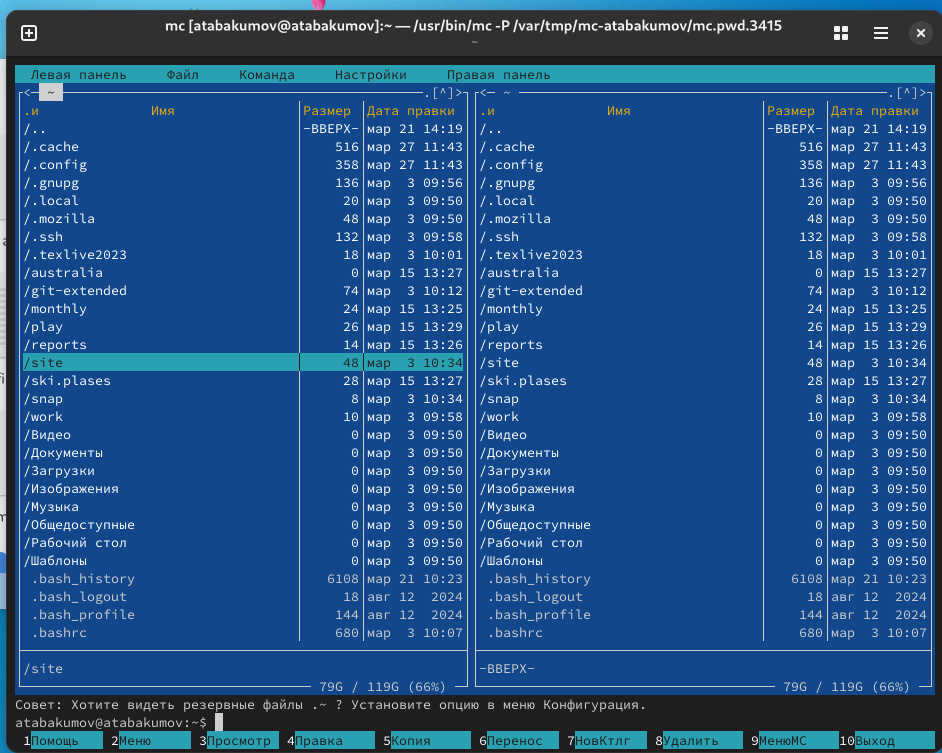 mc [atabakumov@atabakumov]:~ — /usr/bin/mc -P /var/tmp/mc-atabakumov/mc.pwd.3415
~
Левая панель Файл Команда Настройки Правая панель
<─ ~ .[^]> <─ ~ .[^]>
.и Имя Размер Дата правки .и Имя Размер Дата правки
/.. -ВВЕРХ- мар 21 14:19 /.. -ВВЕРХ- мар 21 14:19
/.cache 516 мар 27 11:43 /.cache 516 мар 27 11:43
/.config 358 мар 27 11:43 /.config 358 мар 27 11:43
/.gnupg 136 мар 3 09:56 /.gnupg 136 мар 3 09:56
/.local 20 мар 3 09:50 /.local 20 мар 3 09:50
/.mozilla 48 мар 3 09:50 /.mozilla 48 мар 3 09:50
/.ssh 132 мар 3 09:58 /.ssh 132 мар 3 09:58
/.texlive2023 18 мар 3 10:01 /.texlive2023 18 мар 3 10:01
/australia 0 мар 15 13:27 /australia 0 мар 15 13:27
/git-extended 74 мар 3 10:12 /git-extended 74 мар 3 10:12
/monthly 24 мар 15 13:25 /monthly 24 мар 15 13:25
/play 26 мар 15 13:29 /play 26 мар 15 13:29
/reports 14 мар 15 13:26 /reports 14 мар 15 13:26
/site 48 мар 3 10:34 /site 48 мар 3 10:34
/ski.plases 28 мар 15 13:27 /ski.plases 28 мар 15 13:27
/snap 8 мар 3 10:34 /snap 8 мар 3 10:34
/work 10 мар 3 09:58 /work 10 мар 3 09:58
/Видео 0 мар 3 09:50 /Видео 0 мар 3 09:50
/Документы 0 мар 3 09:50 /Документы 0 мар 3 09:50
/Загрузки 0 мар 3 09:50 /Загрузки 0 мар 3 09:50
/Изображения 0 мар 3 09:50 /Изображения 0 мар 3 09:50
/Музыка 0 мар 3 09:50 /Музыка 0 мар 3 09:50
/Общедоступные 0 мар 3 09:50 /Общедоступные 0 мар 3 09:50
/Рабочий стол 0 мар 3 09:50 /Рабочий стол 0 мар 3 09:50
/Шаблоны 0 мар 3 09:50 /Шаблоны 0 мар 3 09:50
.bash_history 6108 мар 21 10:23 .bash_history 6108 мар 21 10:23
.bash_logout 18 авг 12 2024 .bash_logout 18 авг 12 2024
.bash_profile 144 авг 12 2024 .bash_profile 144 авг 12 2024
.bashrc 680 мар 3 10:07 .bashrc 680 мар 3 10:07
/site -ВВЕРХ-
79G / 119G (66%) 79G / 119G (66%)
Совет: Хотите видеть резервные файлы .~ ? Установите опцию в меню Конфигурация.
atabakumov@atabakumov:~$
1Помощь 2Меню 3Просмотр 4Правка 5Копия 6Перенос 7НовКтлг 8Удалить 9МенюМС 10Выход